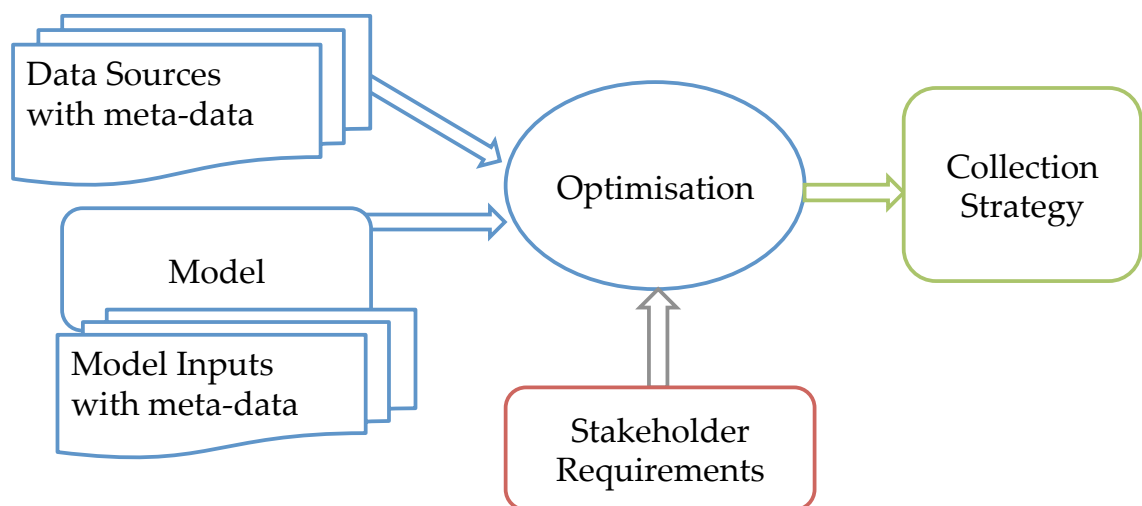 Data Sources
with meta-data
Model
Model Inputs
with meta-data
Optimisation
Stakeholder
Requirements
Collection
Strategy